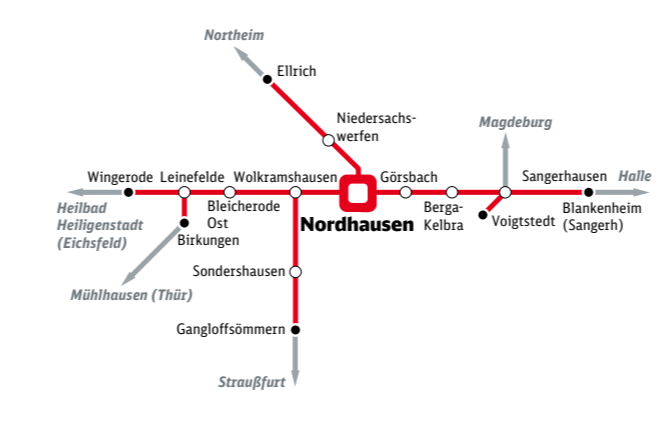 Northeim
Ellrich
Niedersachs-
werfen
Magdeburg
Wingerode
Leinefelde
Wolkramshausen
Görsbach
Sangerhausen
Halle
Heilbad
Heiligenstadt
(Eichsfeld)
Bleicherode
Ost
Birkungen
Nordhausen
Berga-
Kelbra
Voigtstedt
Blankenheim
(Sangerh)
Sondershausen
Mühlhausen (Thür)
Gangloffsömmern
Straußfurt